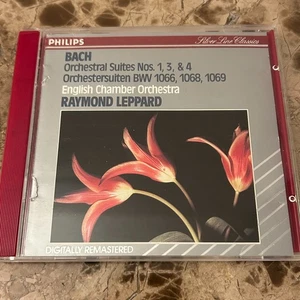 PHILIPS
Silver Line Classics
BACH
Orchestral Suites Nos. 1, 3, & 4
Orchestersuiten BWV 1066, 1068, 1069
English Chamber Orchestra
RAYMOND LEPPARD
DIGITALLY REMASTERED